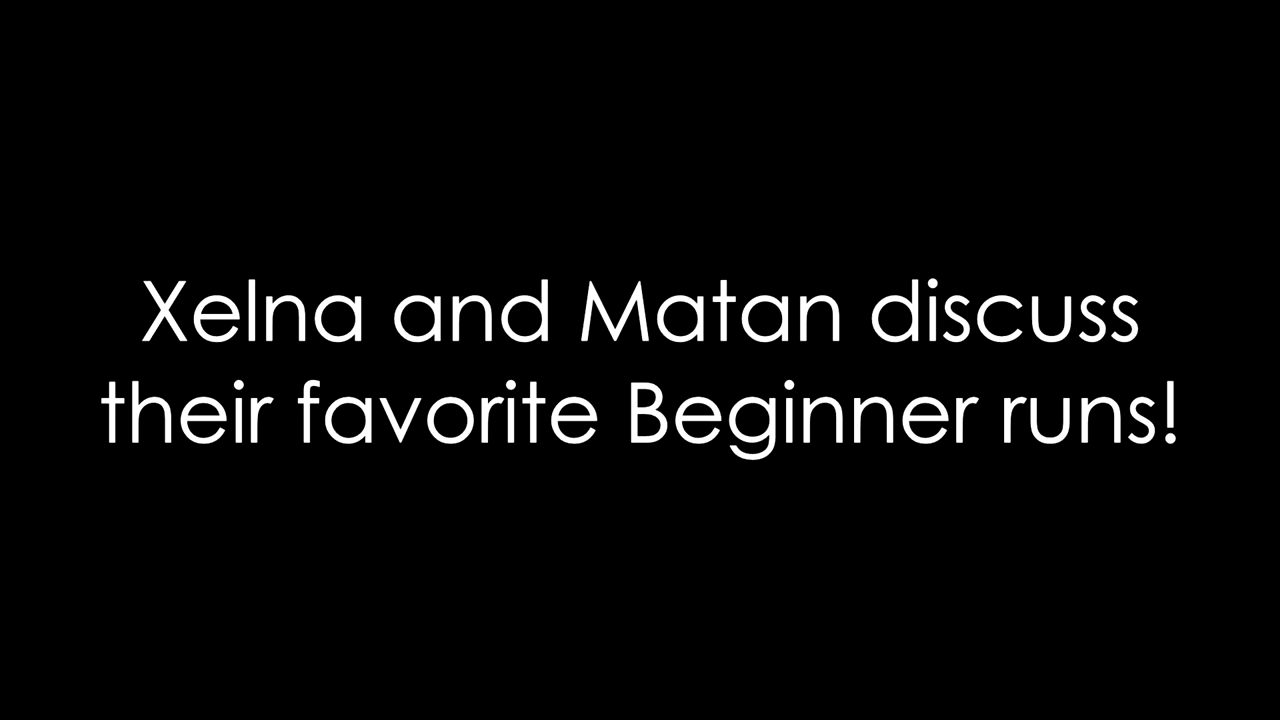 Xelna and Matan discuss
their favorite Beginner runs!